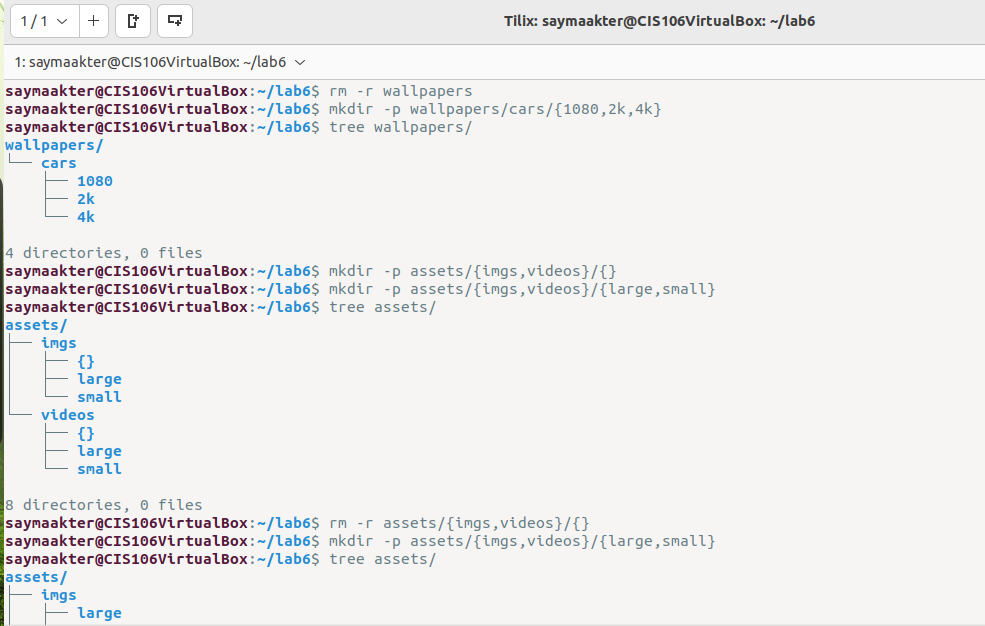 1 / 1
Tilix: saymaakter@CIS106VirtualBox: ~/lab6
1: saymaakter@CIS106VirtualBox: ~/lab6
saymaakter@CIS106VirtualBox:~/lab6$ rm -r wallpapers
saymaakter@CIS106VirtualBox:~/lab6$ mkdir -p wallpapers/cars/{1080,2k,4k}
saymaakter@CIS106VirtualBox:~/lab6$ tree wallpapers/
wallpapers/
└── cars
    ├── 1080
    ├── 2k
    └── 4k
4 directories, 0 files
saymaakter@CIS106VirtualBox:~/lab6$ mkdir -p assets/{imgs,videos}/{}
saymaakter@CIS106VirtualBox:~/lab6$ mkdir -p assets/{imgs,videos}/{large,small}
saymaakter@CIS106VirtualBox:~/lab6$ tree assets/
assets/
├── imgs
│   ├── {}
│   ├── large
│   └── small
└── videos
    ├── {}
    ├── large
    └── small
8 directories, 0 files
saymaakter@CIS106VirtualBox:~/lab6$ rm -r assets/{imgs,videos}/{}
saymaakter@CIS106VirtualBox:~/lab6$ mkdir -p assets/{imgs,videos}/{large,small}
saymaakter@CIS106VirtualBox:~/lab6$ tree assets/
assets/
├── imgs
│   ├── large